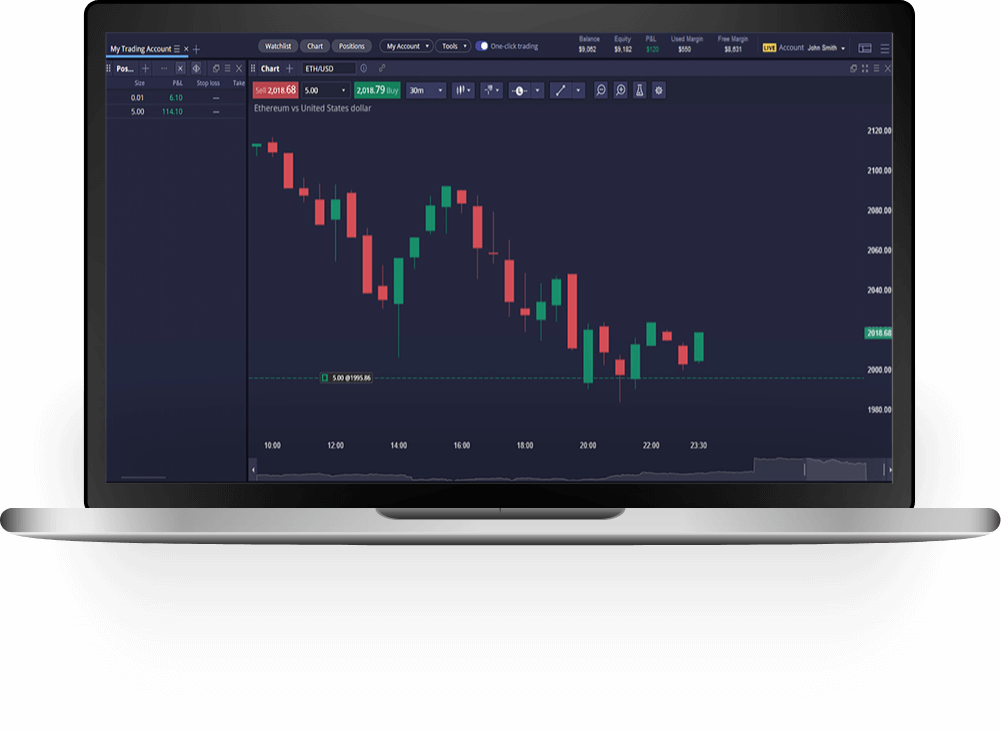 My Trading Account
Watchlist Chart Positions My Account Tools One-click trading
Balance Equity P&L Used Margin Free Margin
$9,062 $9,182 $120 $550 $8,631
LIVE Account John Smith
Pos... ...
Size P&L Stop loss Take
0.01 6.10 —
5.00 114.10 —
Chart ETH/USD
Sell 2,018.68 5.00 2,018.79 Buy 30m
Ethereum vs United States dollar
2120.00
2100.00
2080.00
2060.00
2040.00
2018.68
2000.00
1980.00
5.00 @1995.86
10:00 12:00 14:00 16:00 18:00 20:00 22:00 23:30